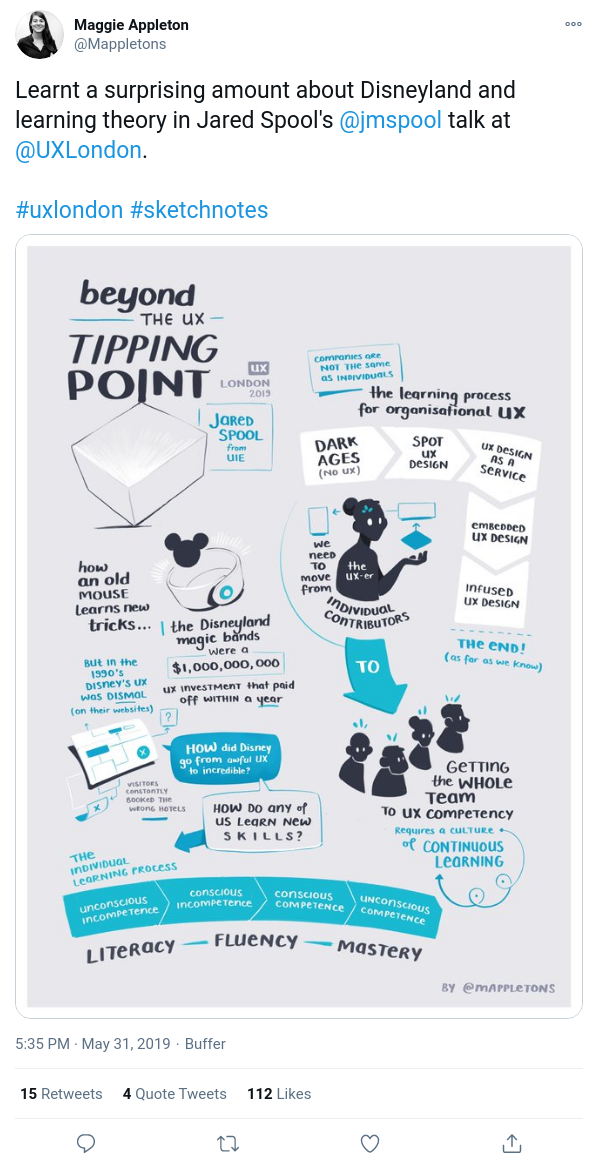 Maggie Appleton
@Mappletons
Learnt a surprising amount about Disneyland and
learning theory in Jared Spool's @jmspool talk at
@UXLondon.
#uxlondon #sketchnotes
beyond
THE UX
TIPPING
POINT
UX
LONDON
2019
JARED
SPOOL
from
UIE
how
an old
MOUSE
Learns new
tricks...
the Disneyland
magic bands
were a
$1,000,000,000
UX INVESTMENT that paid
off WITHIN a year
BUT in the
1990's
DISNEY'S UX
was DISMAL
(on their websites)
?
x
x
VISITORS
CONSTANTLY
BOOKED THE
WRONG HOTELS
HOW did Disney
go from awful UX
to incredible?
HOW DO any of
US Learn New
SKILLS?
THE
INDIVIDUAL
LEARNING PROCESS
UNCONSCIOUS
INCOMPETENCE
CONSCIOUS
INCOMPETENCE
CONSCIOUS
COMPETENCE
UNCONSCIOUS
COMPETENCE
LITERACY — FLUENCY — MASTERY
companies are
NOT THE same
as INDIVIDUALS
the learning process
for organisational UX
DARK
AGES
(NO UX)
SPOT
UX
DESIGN
UX DESIGN
AS A
SERVICE
EMBEDDED
UX DESIGN
INFUSED
UX DESIGN
THE END!
(as far as we know)
we
need
TO
move
from
the
UX-er
INDIVIDUAL
CONTRIBUTORS
TO
GETTING
the WHOLE
Team
TO UX competency
Requires a CULTURE
of CONTINUOUS
LEARNING
BY @MAPPLETONS
5:35 PM · May 31, 2019 · Buffer
15 Retweets 4 Quote Tweets 112 Likes